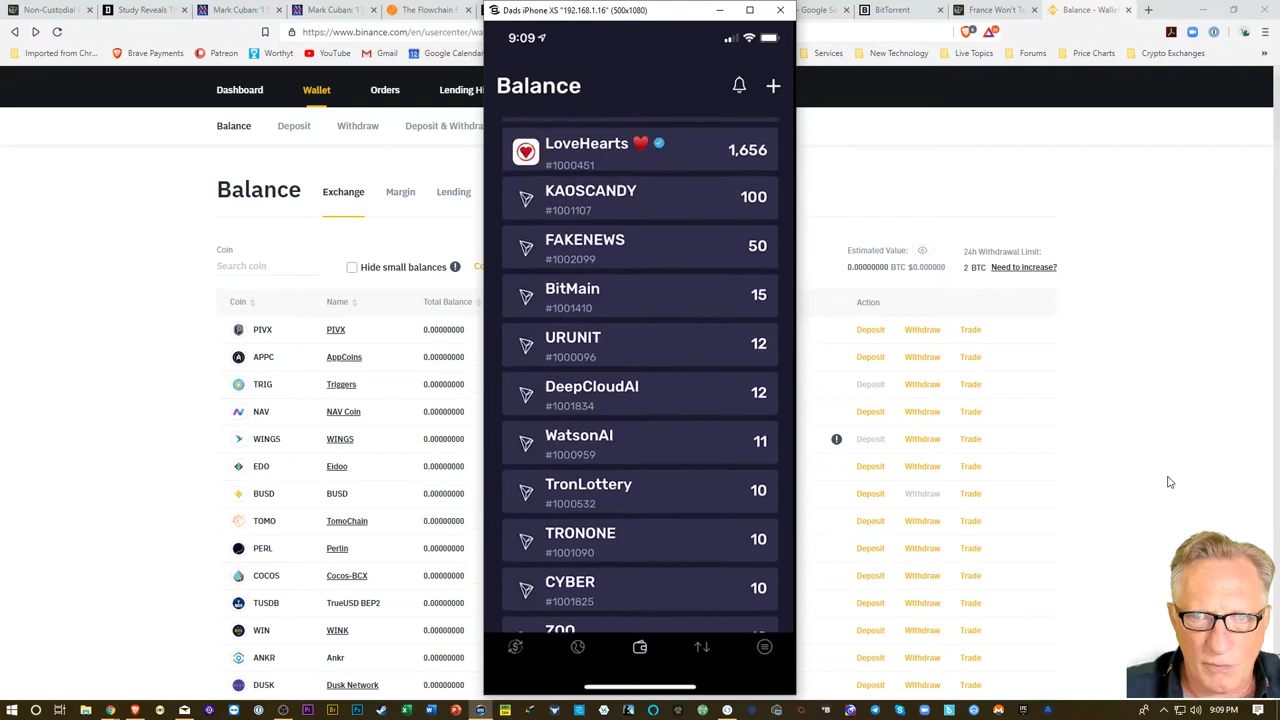 Non-Custodial
Mark Cuban
Mark Cuban
Study the Te
The Flowchain
BitTorrent
France Won't
Balance - Walle
Dads iPhone XS "192.168.1.16" (500x1080)
https://www.binance.com/en/usercenter/wa
Imported from C...
Brave Payments
Patreon
Wordtov
YouTube
Gmail
Google Calendar
Services
New Technology
Live Topics
Forums
Price Charts
Crypto Exchanges
Dashboard
Wallet
Orders
Lending Hi
Balance
Deposit
Withdraw
Deposit & Withdra
Balance
Exchange
Margin
Lending
Coin
Search coin
Hide small balances
Co
Estimated Value:
0.00000000 BTC $0.000000
24h Withdrawal Limit:
2 BTC Need to increase?
Coin Name Total Balance Action
PIVX PIVX 0.00000000 Deposit Withdraw Trade
APPC AppCoins 0.00000000 Deposit Withdraw Trade
TRIG Triggers 0.00000000 Deposit Withdraw Trade
NAV NAV Coin 0.00000000 Deposit Withdraw Trade
WINGS WINGS 0.00000000 Deposit Withdraw Trade
EDO Eidoo 0.00000000 Deposit Withdraw Trade
BUSD BUSD 0.00000000 Deposit Withdraw Trade
TOMO TomoChain 0.00000000 Deposit Withdraw Trade
PERL Perlin 0.00000000 Deposit Withdraw Trade
COCOS Cocos-BCX 0.00000000 Deposit Withdraw Trade
TUSDB TrueUSD BEP2 0.00000000 Deposit Withdraw Trade
WIN WINK 0.00000000 Deposit Withdraw Trade
ANKR Ankr 0.00000000 Deposit Withdraw Trade
DUSK Dusk Network 0.00000000 Deposit Withdraw Trade
9:09
Balance
LoveHearts ❤️ 1,656
#1000451
KAOSCANDY 100
#1001107
FAKENEWS 50
#1002099
BitMain 15
#1001410
URUNIT 12
#1000096
DeepCloudAI 12
#1001834
WatsonAI 11
#1000959
TronLottery 10
#1000532
TRONONE 10
#1001090
CYBER 10
#1001825
ZOO
9:09 PM